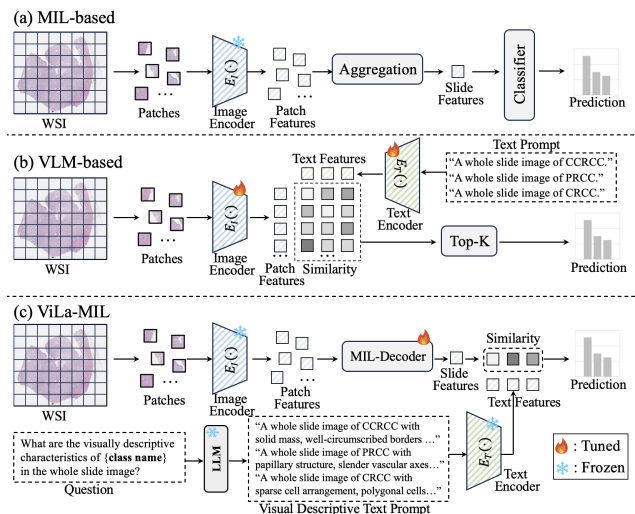 (a) MIL-based
WSI
Patches
E_I(·)
Image
Encoder
Patch
Features
Aggregation
Slide
Features
Classifier
Prediction
(b) VLM-based
WSI
Patches
E_I(·)
Image
Encoder
Patch
Features
Text Features
Similarity
E_T(·)
Text
Encoder
Text Prompt
“A whole slide image of CCRCC.”
“A whole slide image of PRCC.”
“A whole slide image of CRCC.”
Top-K
Prediction
(c) ViLa-MIL
WSI
Patches
E_I(·)
Image
Encoder
Patch
Features
MIL-Decoder
Slide
Features
Similarity
Text Features
Prediction
What are the visually descriptive
characteristics of {class name}
in the whole slide image?
Question
LLM
“A whole slide image of CCRCC with
solid mass, well-circumscribed borders …”
“A whole slide image of PRCC with
papillary structure, slender vascular axes…”
“A whole slide image of CRCC with
sparse cell arrangement, polygonal cells…”
Visual Descriptive Text Prompt
E_T(·)
Text
Encoder
: Tuned
: Frozen